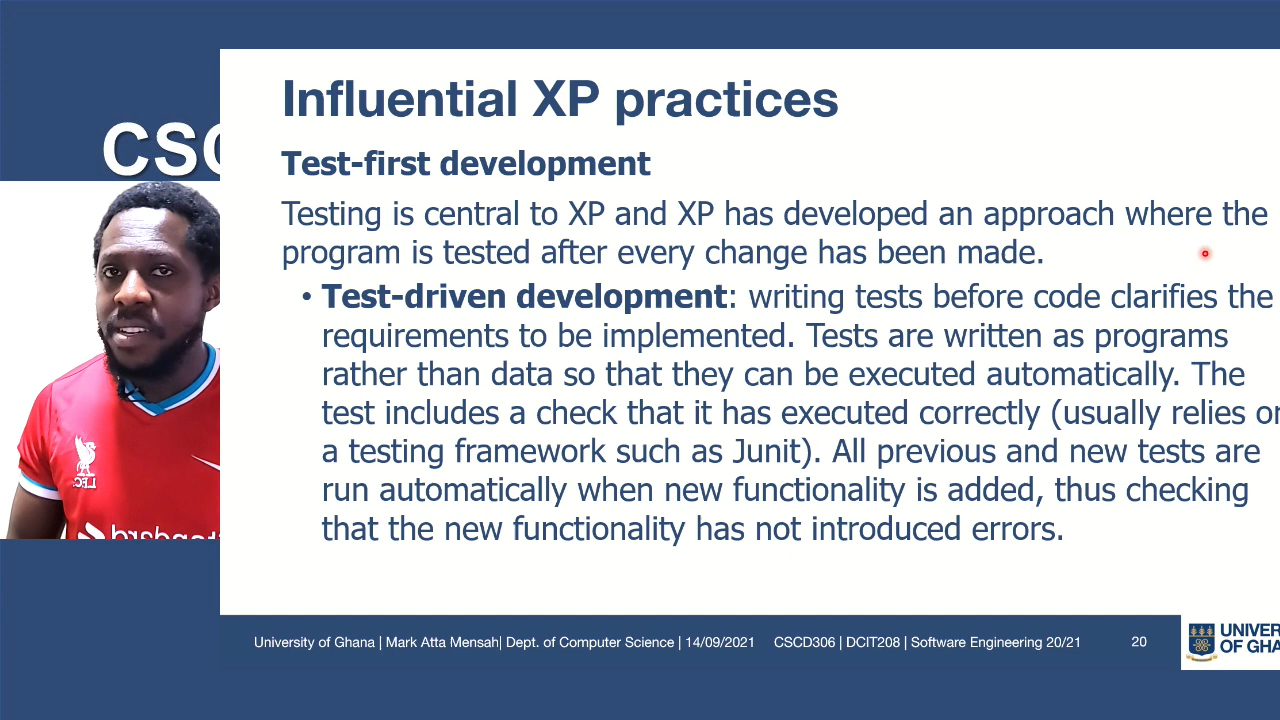 Influential XP practices
CSC
Test-first development
Testing is central to XP and XP has developed an approach where the
program is tested after every change has been made.
• Test-driven development: writing tests before code clarifies the
requirements to be implemented. Tests are written as programs
rather than data so that they can be executed automatically. The
test includes a check that it has executed correctly (usually relies on
a testing framework such as Junit). All previous and new tests are
run automatically when new functionality is added, thus checking
that the new functionality has not introduced errors.
L.F.C.
Standard
University of Ghana | Mark Atta Mensah| Dept. of Computer Science | 14/09/2021 CSCD306 | DCIT208 | Software Engineering 20/21 20
UNIVER
OF GHA